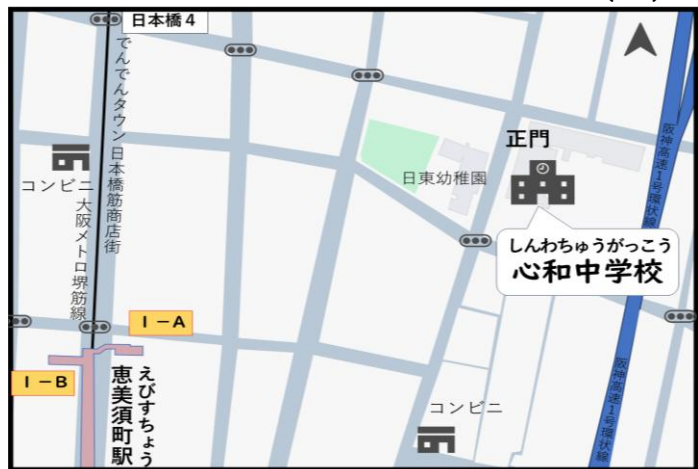 日本橋4
でんでんタウン日本橋筋商店街
コンビニ
大阪メトロ堺筋線
日東幼稚園
正門
しんわちゅうがっこう
心和中学校
阪神高速1号環状線
1-A
1-B
えびすちょう
恵美須町駅
コンビニ
阪神高速1号環状線